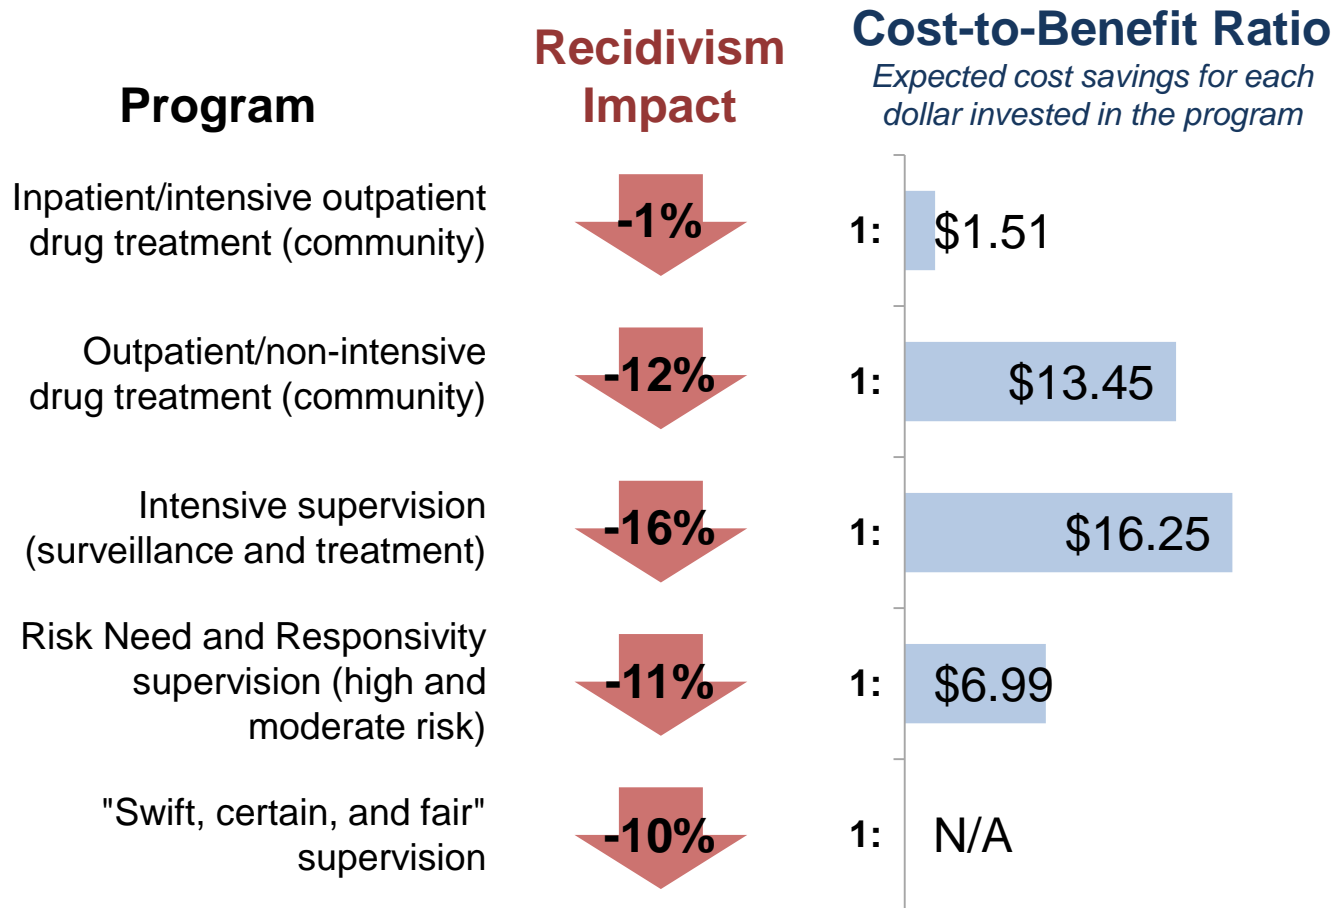 Program
Recidivism
Impact
Cost-to-Benefit Ratio
Expected cost savings for each
dollar invested in the program
Inpatient/intensive outpatient
drug treatment (community)
-1%
1:
$1.51
Outpatient/non-intensive
drug treatment (community)
-12%
1:
$13.45
Intensive supervision
(surveillance and treatment)
-16%
1:
$16.25
Risk Need and Responsivity
supervision (high and
moderate risk)
-11%
1:
$6.99
"Swift, certain, and fair"
supervision
-10%
1:
N/A